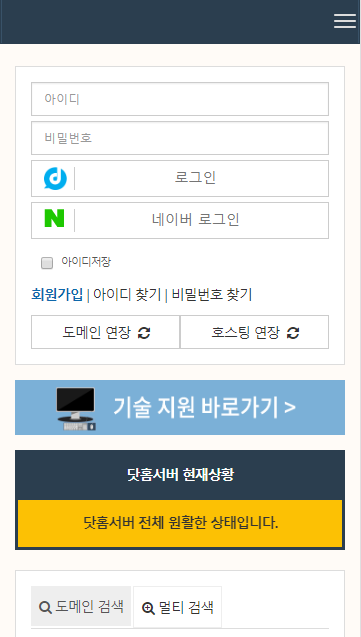 아이디
비밀번호
로그인
네이버 로그인
아이디저장
회원가입 | 아이디 찾기 | 비밀번호 찾기
도메인 연장 호스팅 연장
기술 지원 바로가기 >
닷홈서버 현재상황
닷홈서버 전체 원활한 상태입니다.
도메인 검색 멀티 검색